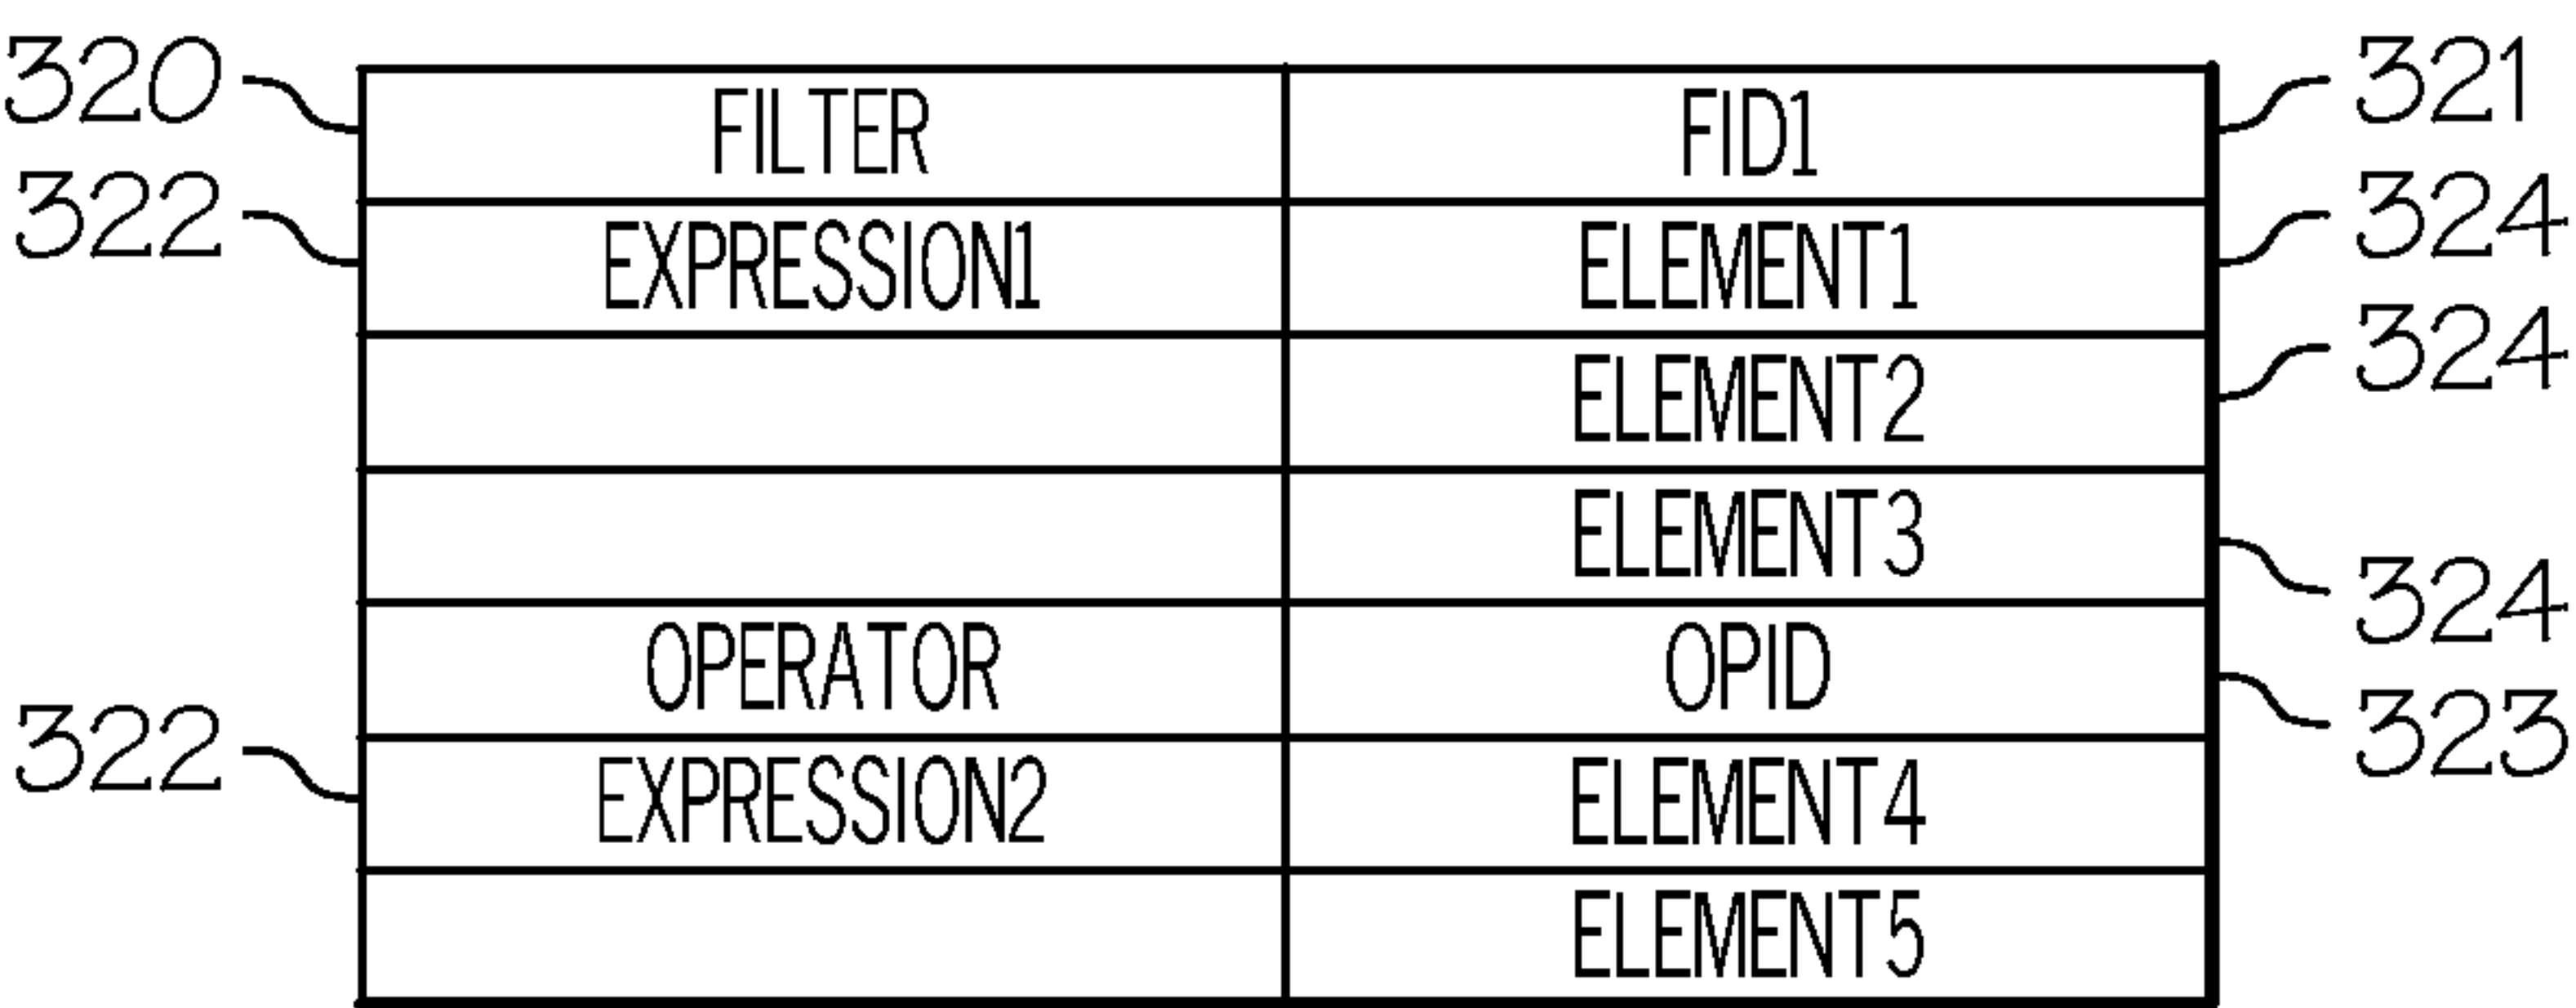 320 FILTER FID1 321
322 EXPRESSION1 ELEMENT1 324
ELEMENT2 324
ELEMENT3 324
OPERATOR OPID 323
322 EXPRESSION2 ELEMENT4
ELEMENT5